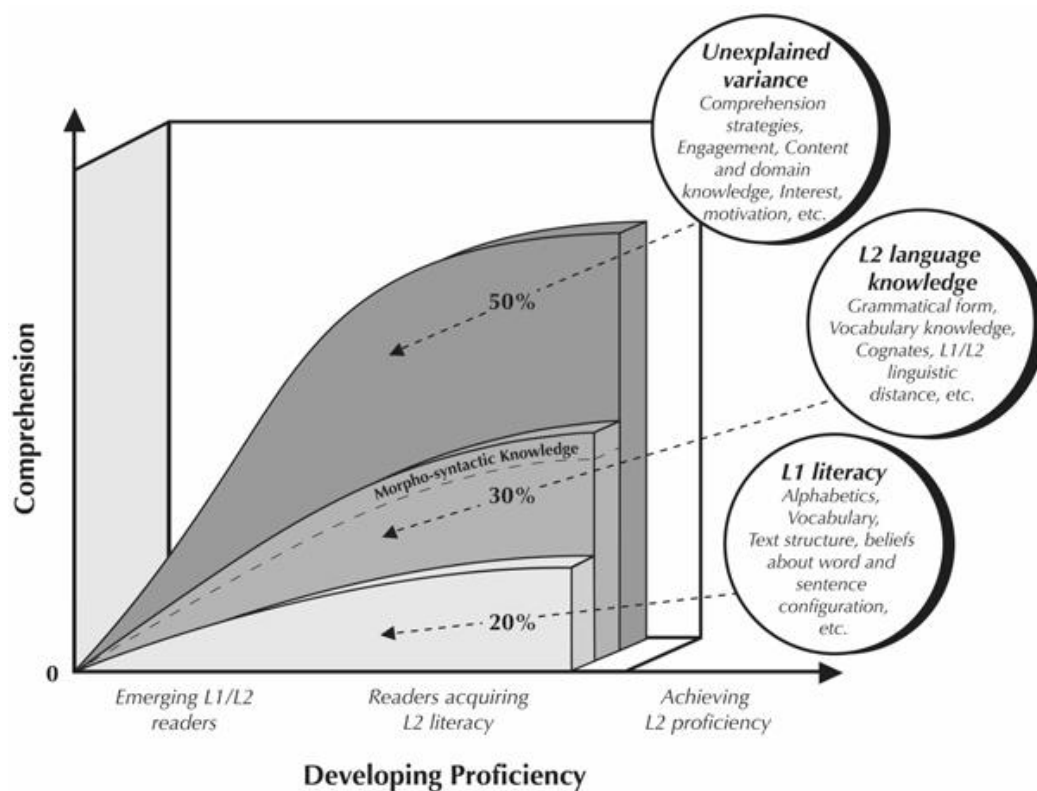 Unexplained
variance
Comprehension
strategies,
Engagement, Content
and domain
knowledge, Interest,
motivation, etc.
L2 language
knowledge
Grammatical form,
Vocabulary knowledge,
Cognates, L1/L2
linguistic
distance, etc.
L1 literacy
Alphabetics,
Vocabulary,
Text structure, beliefs
about word and
sentence
configuration,
etc.
Comprehension
50%
Morpho-syntactic Knowledge
30%
20%
0
Emerging L1/L2
readers
Readers acquiring
L2 literacy
Achieving
L2 proficiency
Developing Proficiency